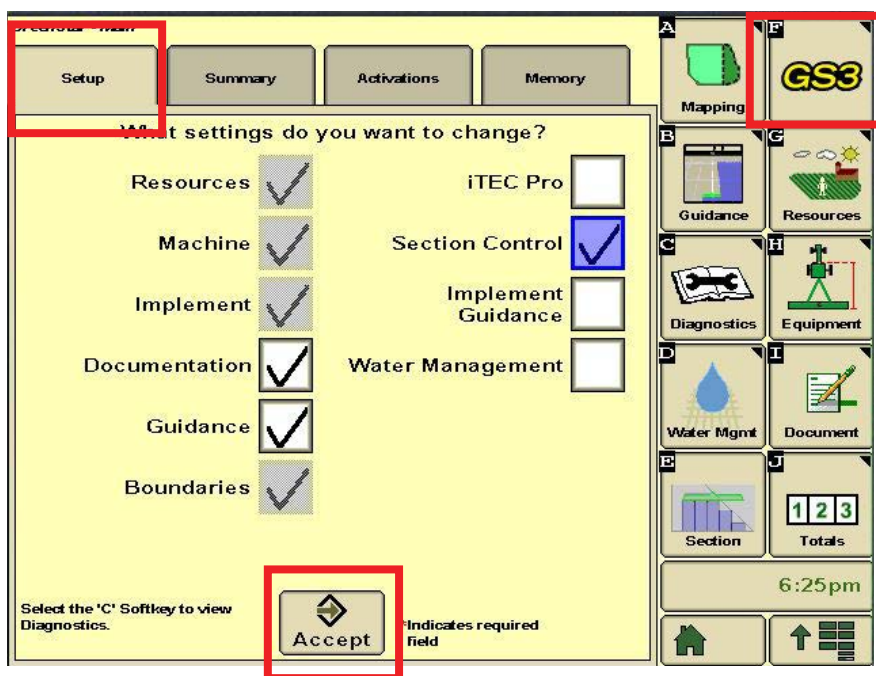 Setup
Summary
Activations
Memory
What settings do you want to change?
Resources
iTEC Pro
Machine
Section Control
Implement
Implement
Guidance
Documentation
Water Management
Guidance
Boundaries
Select the 'C' Softkey to view
Diagnostics.
Accept
*Indicates required
field
A
Mapping
F
GS3
B
Guidance
G
Resources
C
Diagnostics
H
Equipment
D
Water Mgmt
I
Document
E
Section
J
1 2 3
Totals
6:25pm